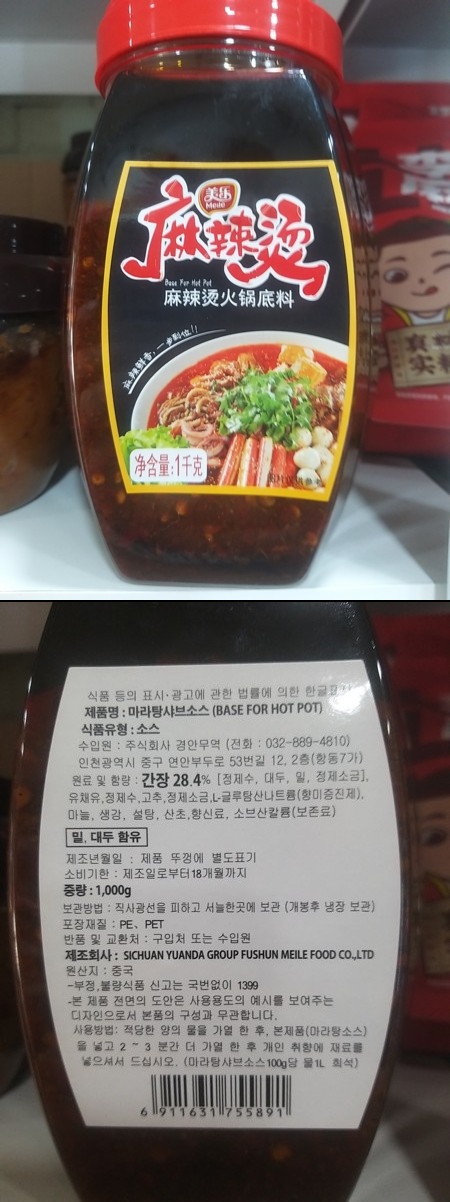 美乐
Meile
麻辣烫
Base For Hot Pot
麻辣烫火锅底料
麻辣鲜香,一步到位!!
净含量:1千克
식품 등의 표시·광고에 관한 법률에 의한 한글표시
제품명 : 마라탕샤브소스 (BASE FOR HOT POT)
식품유형 : 소스
수입원 : 주식회사 경안무역 (전화 : 032-889-4810)
인천광역시 중구 연안부두로 53번길 12, 2층(항동7가)
원료 및 함량 : 간장 28.4% [정제수, 대두, 밀, 정제소금],
유채유,정제수,고추,정제소금,L-글루탐산나트륨(향미증진제),
마늘, 생강, 설탕, 산초,향신료, 소브산칼륨(보존료)
밀, 대두 함유
제조년월일 : 제품 뚜껑에 별도표기
소비기한 : 제조일로부터18개월까지
중량 : 1,000g
보관방법 : 직사광선을 피하고 서늘한곳에 보관 (개봉후 냉장 보관)
포장재질 : PE、PET
반품 및 교환처 : 구입처 또는 수입원
제조회사 : SICHUAN YUANDA GROUP FUSHUN MEILE FOOD CO.,LTD
원산지 : 중국
-부정,불량식품 신고는 국번없이 1399
-본 제품 전면의 도안은 사용용도의 예시를 보여주는
디자인으로서 본품의 구성과 무관합니다.
사용방법: 적당한 양의 물을 가열 한 후, 본제품(마라탕소스)
을 넣고 2 ~ 3 분간 더 가열 한 후 개인 취향에 재료를
넣으셔서 드십시오. (마라탕샤브소스100g당 물1L 희석)
6 911631 755891